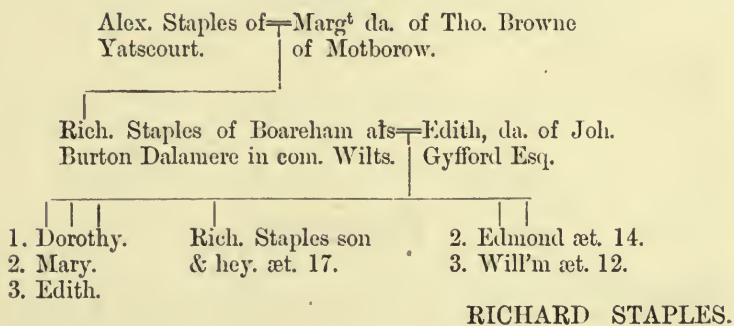 Alex. Staples of Margᵗ da. of Tho. Browne
Yatscourt. of Motborow.
Rich. Staples of Boareham als Edith, da. of Joh.
Burton Dalamere in com. Wilts. Gyfford Esq.
1. Dorothy. Rich. Staples son 2. Edmond æt. 14.
2. Mary. & hey. æt. 17. 3. Will'm æt. 12.
3. Edith.
RICHARD STAPLES.